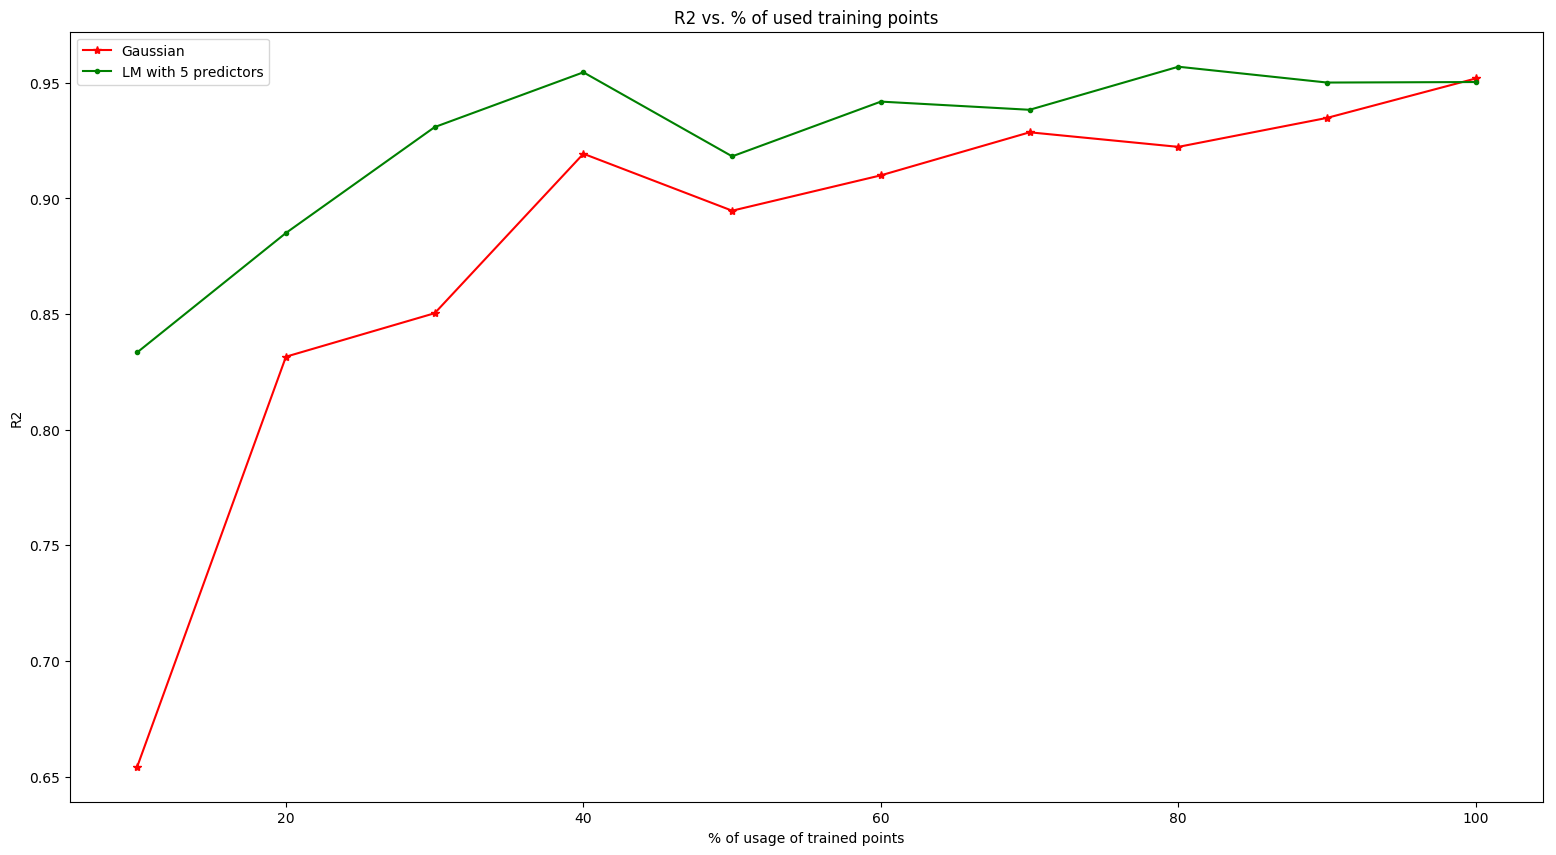 R2 vs. % of used training points
Gaussian
LM with 5 predictors
0.95
0.90
0.85
0.80
0.75
0.70
0.65
R2
20
40
60
80
100
% of usage of trained points